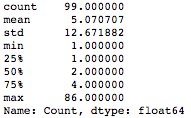 count    99.000000
mean      5.070707
std      12.671882
min       1.000000
25%       1.000000
50%       2.000000
75%       4.000000
max      86.000000
Name: Count, dtype: float64